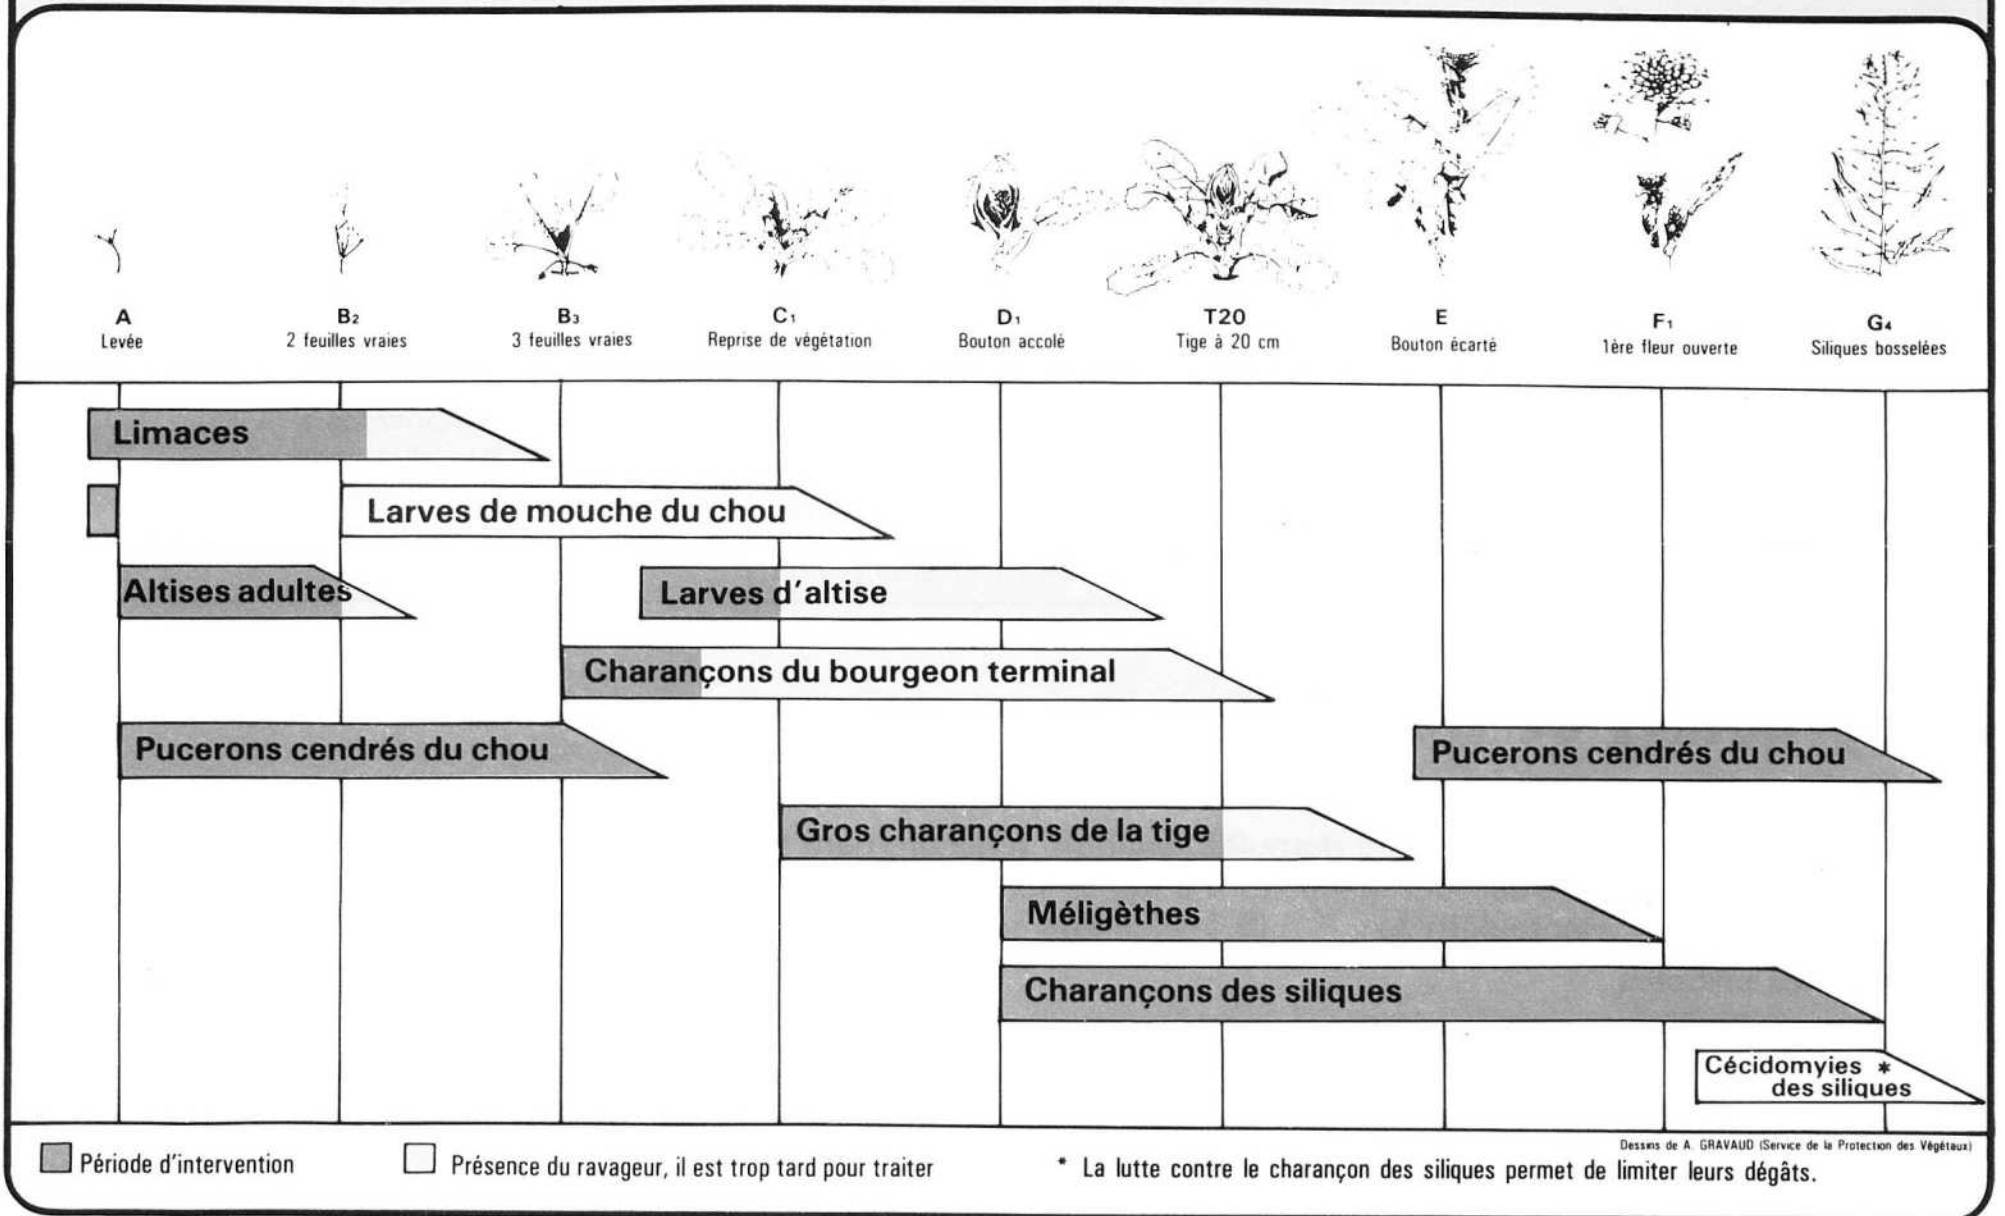 A
Levée
B2
2 feuilles vraies
B3
3 feuilles vraies
C1
Reprise de végétation
D1
Bouton accolé
T20
Tige à 20 cm
E
Bouton écarté
F1
1ère fleur ouverte
G4
Siliques bosselées
Limaces
Larves de mouche du chou
Altises adultes
Larves d'altise
Charançons du bourgeon terminal
Pucerons cendrés du chou
Pucerons cendrés du chou
Gros charançons de la tige
Méligèthes
Charançons des siliques
Cécidomyies *
des siliques
Dessins de A. GRAVAUD (Service de la Protection des Végétaux)
Période d'intervention
Présence du ravageur, il est trop tard pour traiter
* La lutte contre le charançon des siliques permet de limiter leurs dégâts.